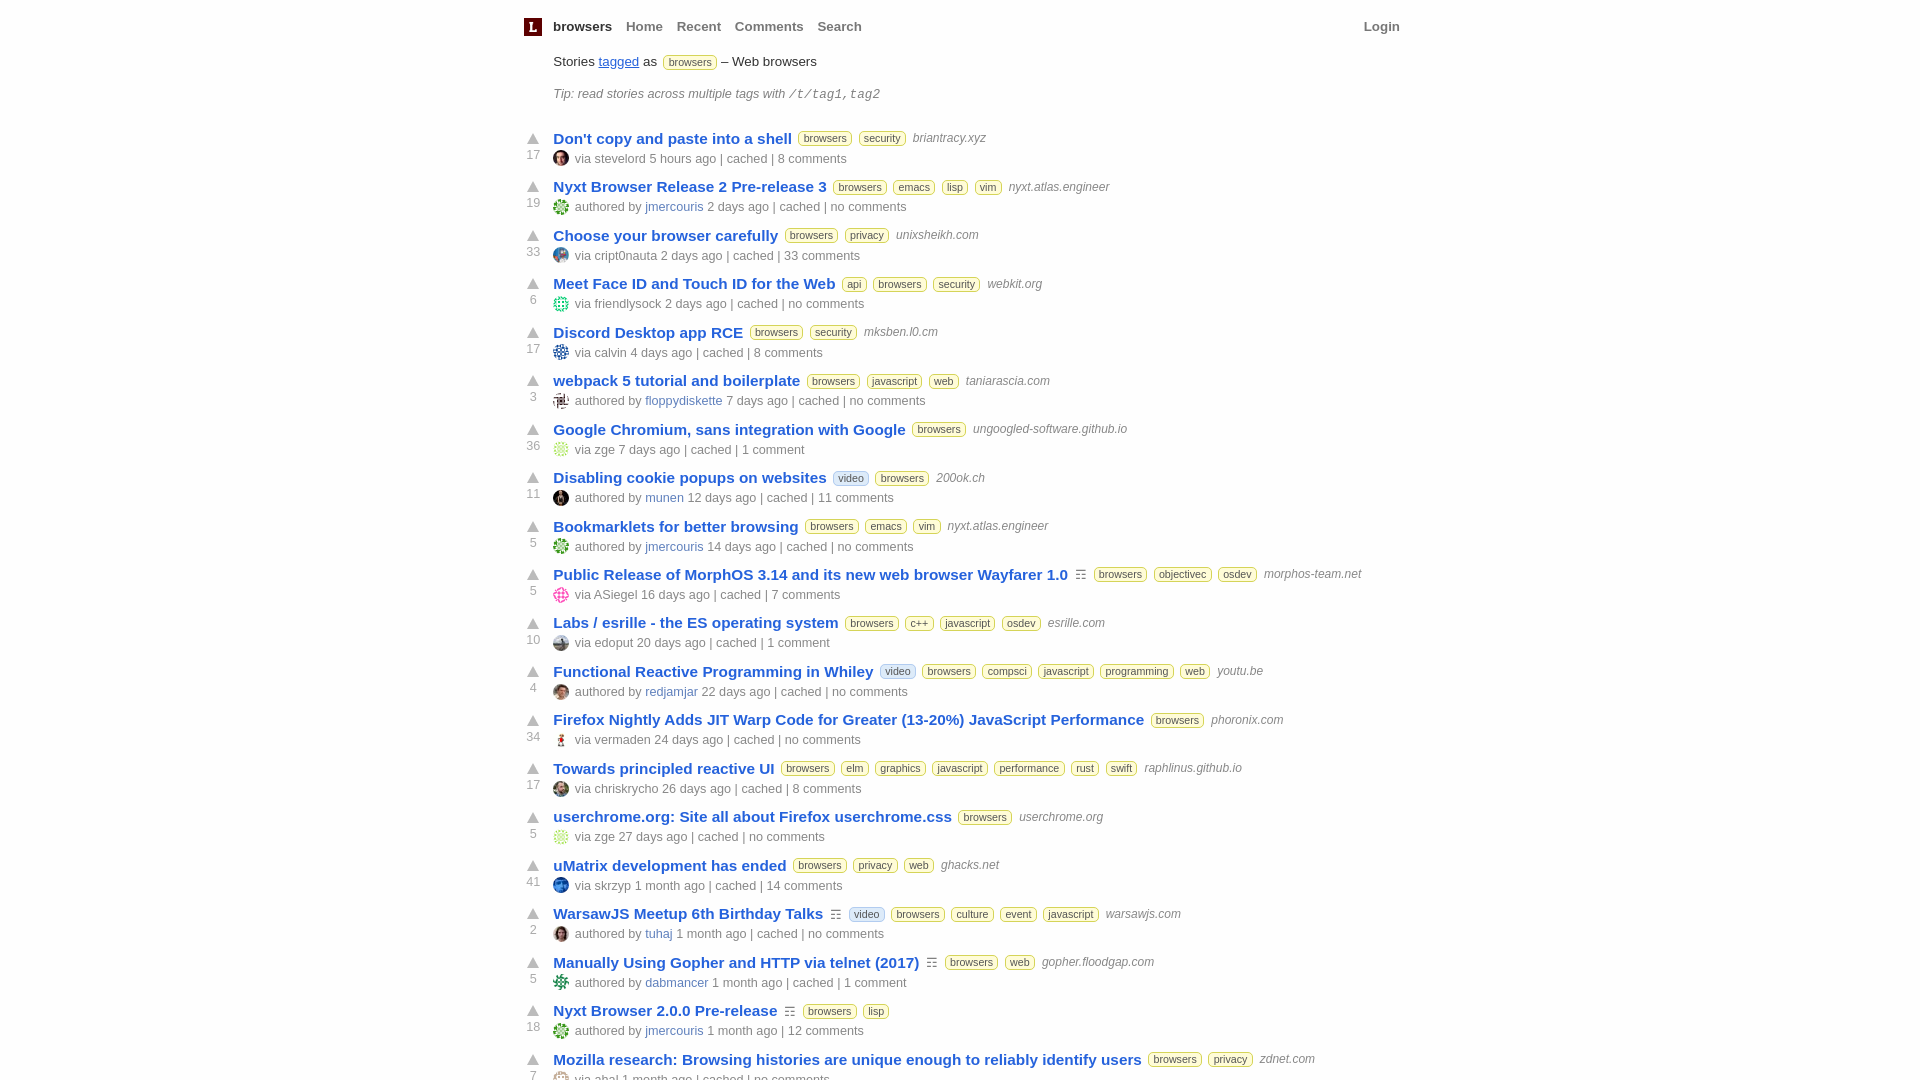 L browsers Home Recent Comments Search Login
Stories tagged as browsers – Web browsers
Tip: read stories across multiple tags with /t/tag1,tag2
Don't copy and paste into a shell browsers security briantracy.xyz
17 via stevelord 5 hours ago | cached | 8 comments
Nyxt Browser Release 2 Pre-release 3 browsers emacs lisp vim nyxt.atlas.engineer
19 authored by jmercouris 2 days ago | cached | no comments
Choose your browser carefully browsers privacy unixsheikh.com
33 via cript0nauta 2 days ago | cached | 33 comments
Meet Face ID and Touch ID for the Web api browsers security webkit.org
6 via friendlysock 2 days ago | cached | no comments
Discord Desktop app RCE browsers security mksben.l0.cm
17 via calvin 4 days ago | cached | 8 comments
webpack 5 tutorial and boilerplate browsers javascript web taniarascia.com
3 authored by floppydiskette 7 days ago | cached | no comments
Google Chromium, sans integration with Google browsers ungoogled-software.github.io
36 via zge 7 days ago | cached | 1 comment
Disabling cookie popups on websites video browsers 200ok.ch
11 authored by munen 12 days ago | cached | 11 comments
Bookmarklets for better browsing browsers emacs vim nyxt.atlas.engineer
5 authored by jmercouris 14 days ago | cached | no comments
Public Release of MorphOS 3.14 and its new web browser Wayfarer 1.0 ☶ browsers objectivec osdev morphos-team.net
5 via ASiegel 16 days ago | cached | 7 comments
Labs / esrille - the ES operating system browsers c++ javascript osdev esrille.com
10 via edoput 20 days ago | cached | 1 comment
Functional Reactive Programming in Whiley video browsers compsci javascript programming web youtu.be
4 authored by redjamjar 22 days ago | cached | no comments
Firefox Nightly Adds JIT Warp Code for Greater (13-20%) JavaScript Performance browsers phoronix.com
34 via vermaden 24 days ago | cached | no comments
Towards principled reactive UI browsers elm graphics javascript performance rust swift raphlinus.github.io
17 via chriskrycho 26 days ago | cached | 8 comments
userchrome.org: Site all about Firefox userchrome.css browsers userchrome.org
5 via zge 27 days ago | cached | no comments
uMatrix development has ended browsers privacy web ghacks.net
41 via skrzyp 1 month ago | cached | 14 comments
WarsawJS Meetup 6th Birthday Talks ☶ video browsers culture event javascript warsawjs.com
2 authored by tuhaj 1 month ago | cached | no comments
Manually Using Gopher and HTTP via telnet (2017) ☶ browsers web gopher.floodgap.com
5 authored by dabmancer 1 month ago | cached | 1 comment
Nyxt Browser 2.0.0 Pre-release ☶ browsers lisp
18 authored by jmercouris 1 month ago | 12 comments
Mozilla research: Browsing histories are unique enough to reliably identify users browsers privacy zdnet.com
7 via ahal 1 month ago | cached | no comments